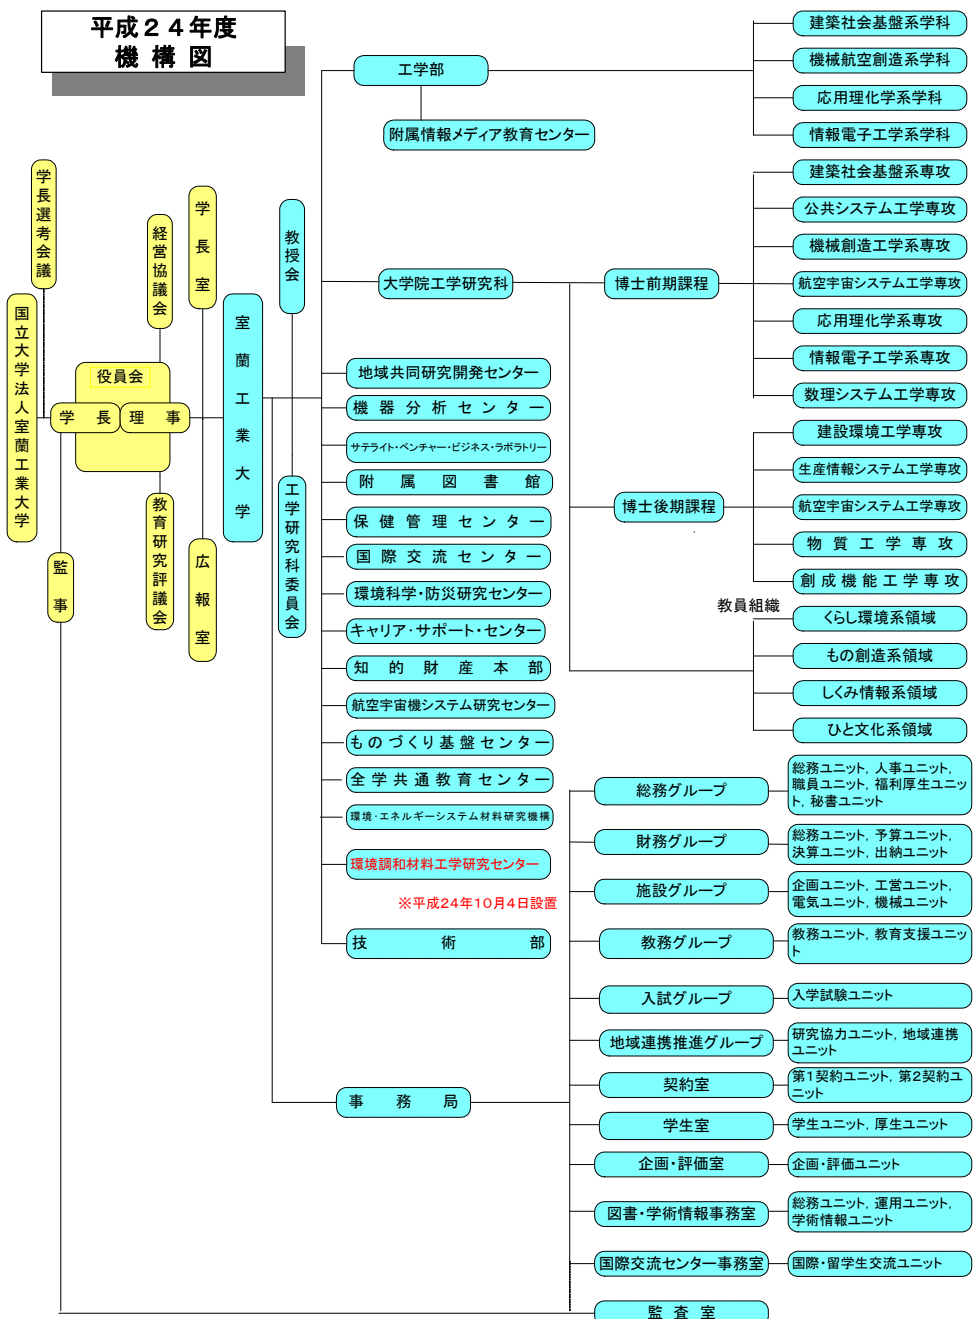 平成２４年度
機構図
国立大学法人室蘭工業大学
学長選考会議
役員会
学長
理事
経営協議会
教育研究評議会
監事
学長室
広報室
室蘭工業大学
教授会
工学研究科委員会
工学部
附属情報メディア教育センター
建築社会基盤系学科
機械航空創造系学科
応用理化学系学科
情報電子工学系学科
大学院工学研究科
博士前期課程
建築社会基盤系専攻
公共システム工学専攻
機械創造工学系専攻
航空宇宙システム工学専攻
応用理化学系専攻
情報電子工学系専攻
数理システム工学専攻
博士後期課程
建設環境工学専攻
生産情報システム工学専攻
航空宇宙システム工学専攻
物質工学専攻
創成機能工学専攻
教員組織
くらし環境系領域
もの創造系領域
しくみ情報系領域
ひと文化系領域
地域共同研究開発センター
機器分析センター
サテライト・ベンチャー・ビジネス・ラボラトリー
附属図書館
保健管理センター
国際交流センター
環境科学・防災研究センター
キャリア・サポート・センター
知的財産本部
航空宇宙機システム研究センター
ものづくり基盤センター
全学共通教育センター
環境・エネルギーシステム材料研究機構
環境調和材料工学研究センター
※平成24年10月4日設置
技術部
事務局
総務グループ
総務ユニット，人事ユニット，
職員ユニット，福利厚生ユニッ
ト，秘書ユニット
財務グループ
総務ユニット，予算ユニット，
決算ユニット，出納ユニット
施設グループ
企画ユニット，工営ユニット，
電気ユニット，機械ユニット
教務グループ
教務ユニット，教育支援ユニッ
ト
入試グループ
入学試験ユニット
地域連携推進グループ
研究協力ユニット，地域連携
ユニット
契約室
第1契約ユニット，第2契約ユ
ニット
学生室
学生ユニット，厚生ユニット
企画・評価室
企画・評価ユニット
図書・学術情報事務室
総務ユニット，運用ユニット，
学術情報ユニット
国際交流センター事務室
国際・留学生交流ユニット
監査室